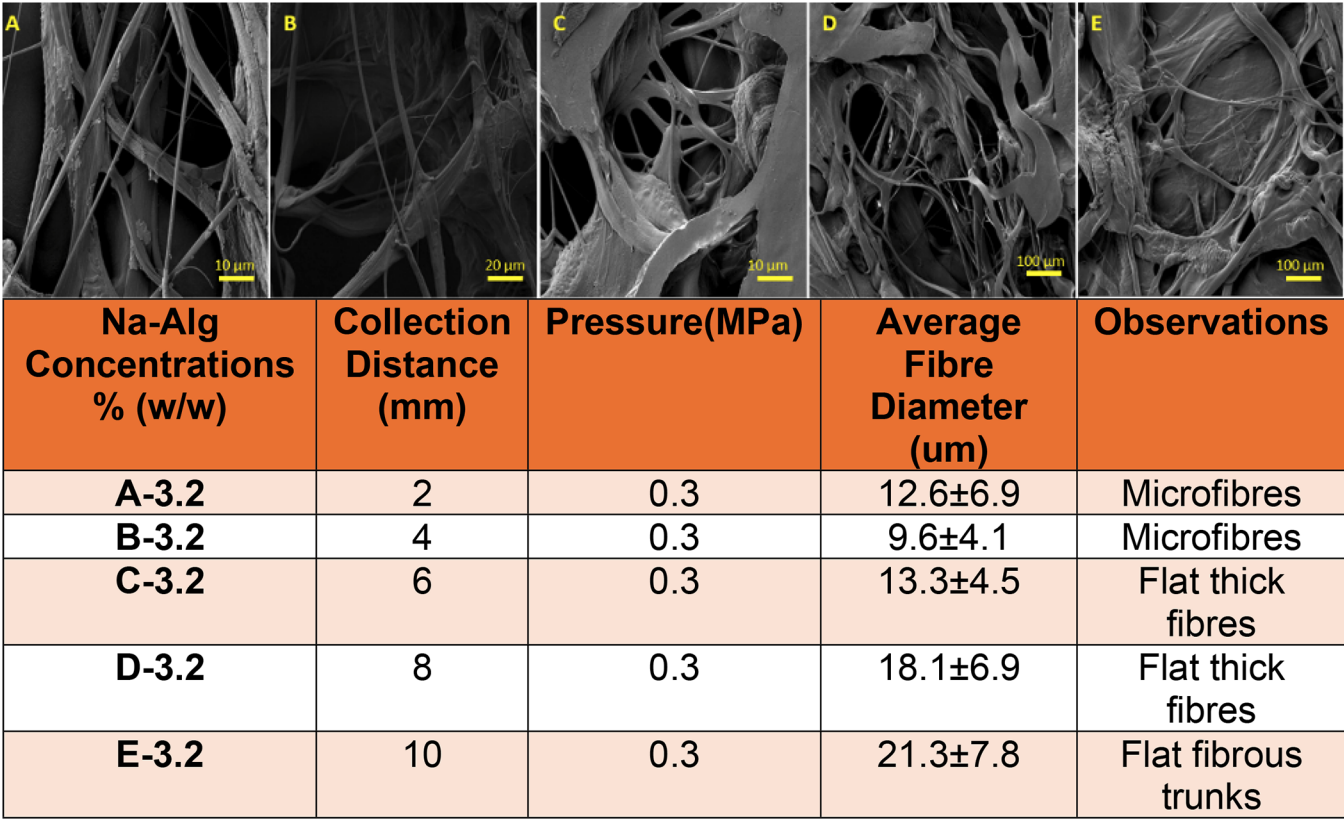 A B C D E
10 μm 20 μm 10 μm 100 μm 100 μm
Na-Alg Concentrations % (w/w) Collection Distance (mm) Pressure(MPa) Average Fibre Diameter (um) Observations
A-3.2 2 0.3 12.6±6.9 Microfibres
B-3.2 4 0.3 9.6±4.1 Microfibres
C-3.2 6 0.3 13.3±4.5 Flat thick fibres
D-3.2 8 0.3 18.1±6.9 Flat thick fibres
E-3.2 10 0.3 21.3±7.8 Flat fibrous trunks